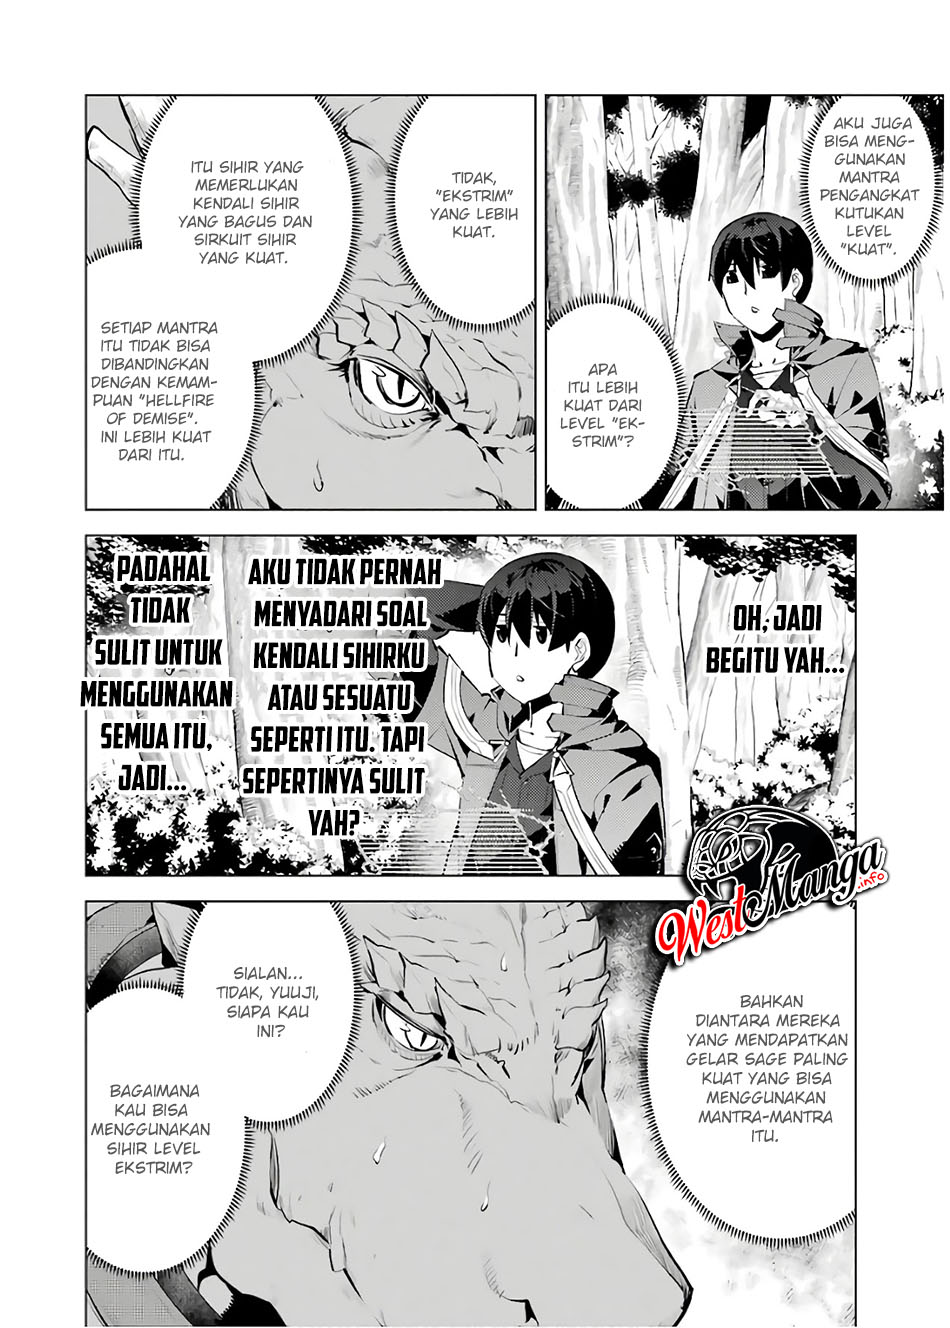 AKU JUGA
BISA MENG-
GUNAKAN
MANTRA
PENGANGKAT
KUTUKAN
LEVEL
"KUAT".
APA
ITU LEBIH
KUAT DARI
LEVEL "EK-
STRIM"?
TIDAK,
"EKSTRIM"
YANG LEBIH
KUAT.
ITU SIHIR YANG
MEMERLUKAN
KENDALI SIHIR
YANG BAGUS DAN
SIRKUIT SIHIR
YANG KUAT.
SETIAP MANTRA
ITU TIDAK BISA
DIBANDINGKAN
DENGAN KEMAM-
PUAN "HELLFIRE
OF DEMISE".
INI LEBIH KUAT
DARI ITU.
OH, JADI
BEGITU YAH...
AKU TIDAK PERNAH
MENYADARI SOAL
KENDALI SIHIRKU
ATAU SESUATU
SEPERTI ITU. TAPI
SEPERTINYA SULIT
YAH?
PADAHAL
TIDAK
SULIT UNTUK
MENGGUNAKAN
SEMUA ITU,
JADI...
WestManga
.info
BAHKAN
DIANTARA MEREKA
YANG MENDAPATKAN
GELAR SAGE PALING
KUAT YANG BISA
MENGGUNAKAN
MANTRA-MANTRA
ITU.
SIALAN...
TIDAK, YUUJI,
SIAPA KAU
INI?
BAGAIMANA
KAU BISA
MENGGUNAKAN
SIHIR LEVEL
EKSTRIM?